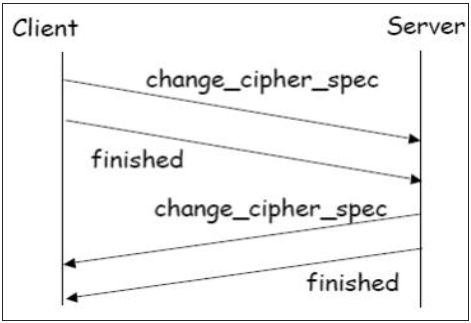 Client
Server
change_cipher_spec
finished
change_cipher_spec
finished